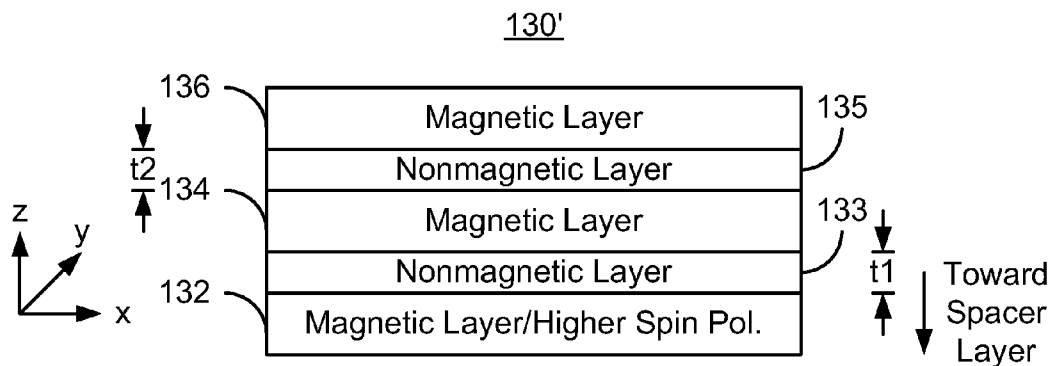 130'
136
Magnetic Layer
135
t2
Nonmagnetic Layer
134
Magnetic Layer
133
z
y
x
Nonmagnetic Layer
t1
132
Magnetic Layer/Higher Spin Pol.
Toward
Spacer
Layer